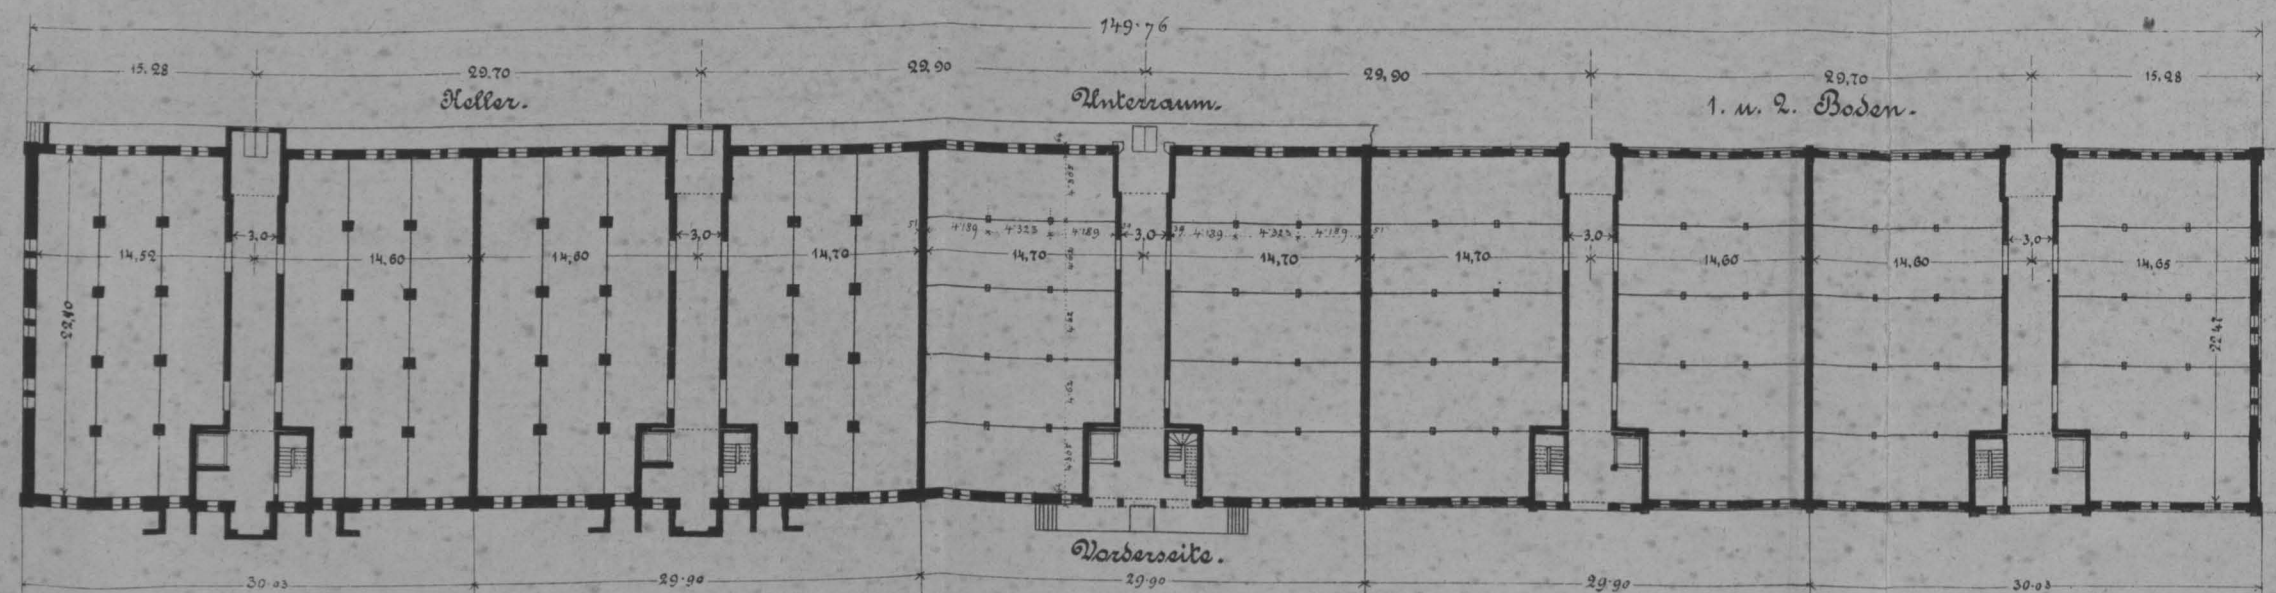 149·76
15,28 29,70 29,90 29,90 29,70 15,28
Keller. Unterraum. 1. u. 2. Boden.
3,0 3,0 4'189 4'323 4'189 3,0 4'189 4'323 4'189 3,0 3,0
14,52 14,60 14,60 14,70 14,70 14,70 14,70 14,60 14,60 14,65
22,40 22,42
Vorderseite.
30·03 29·90 29·90 29·90 30·03